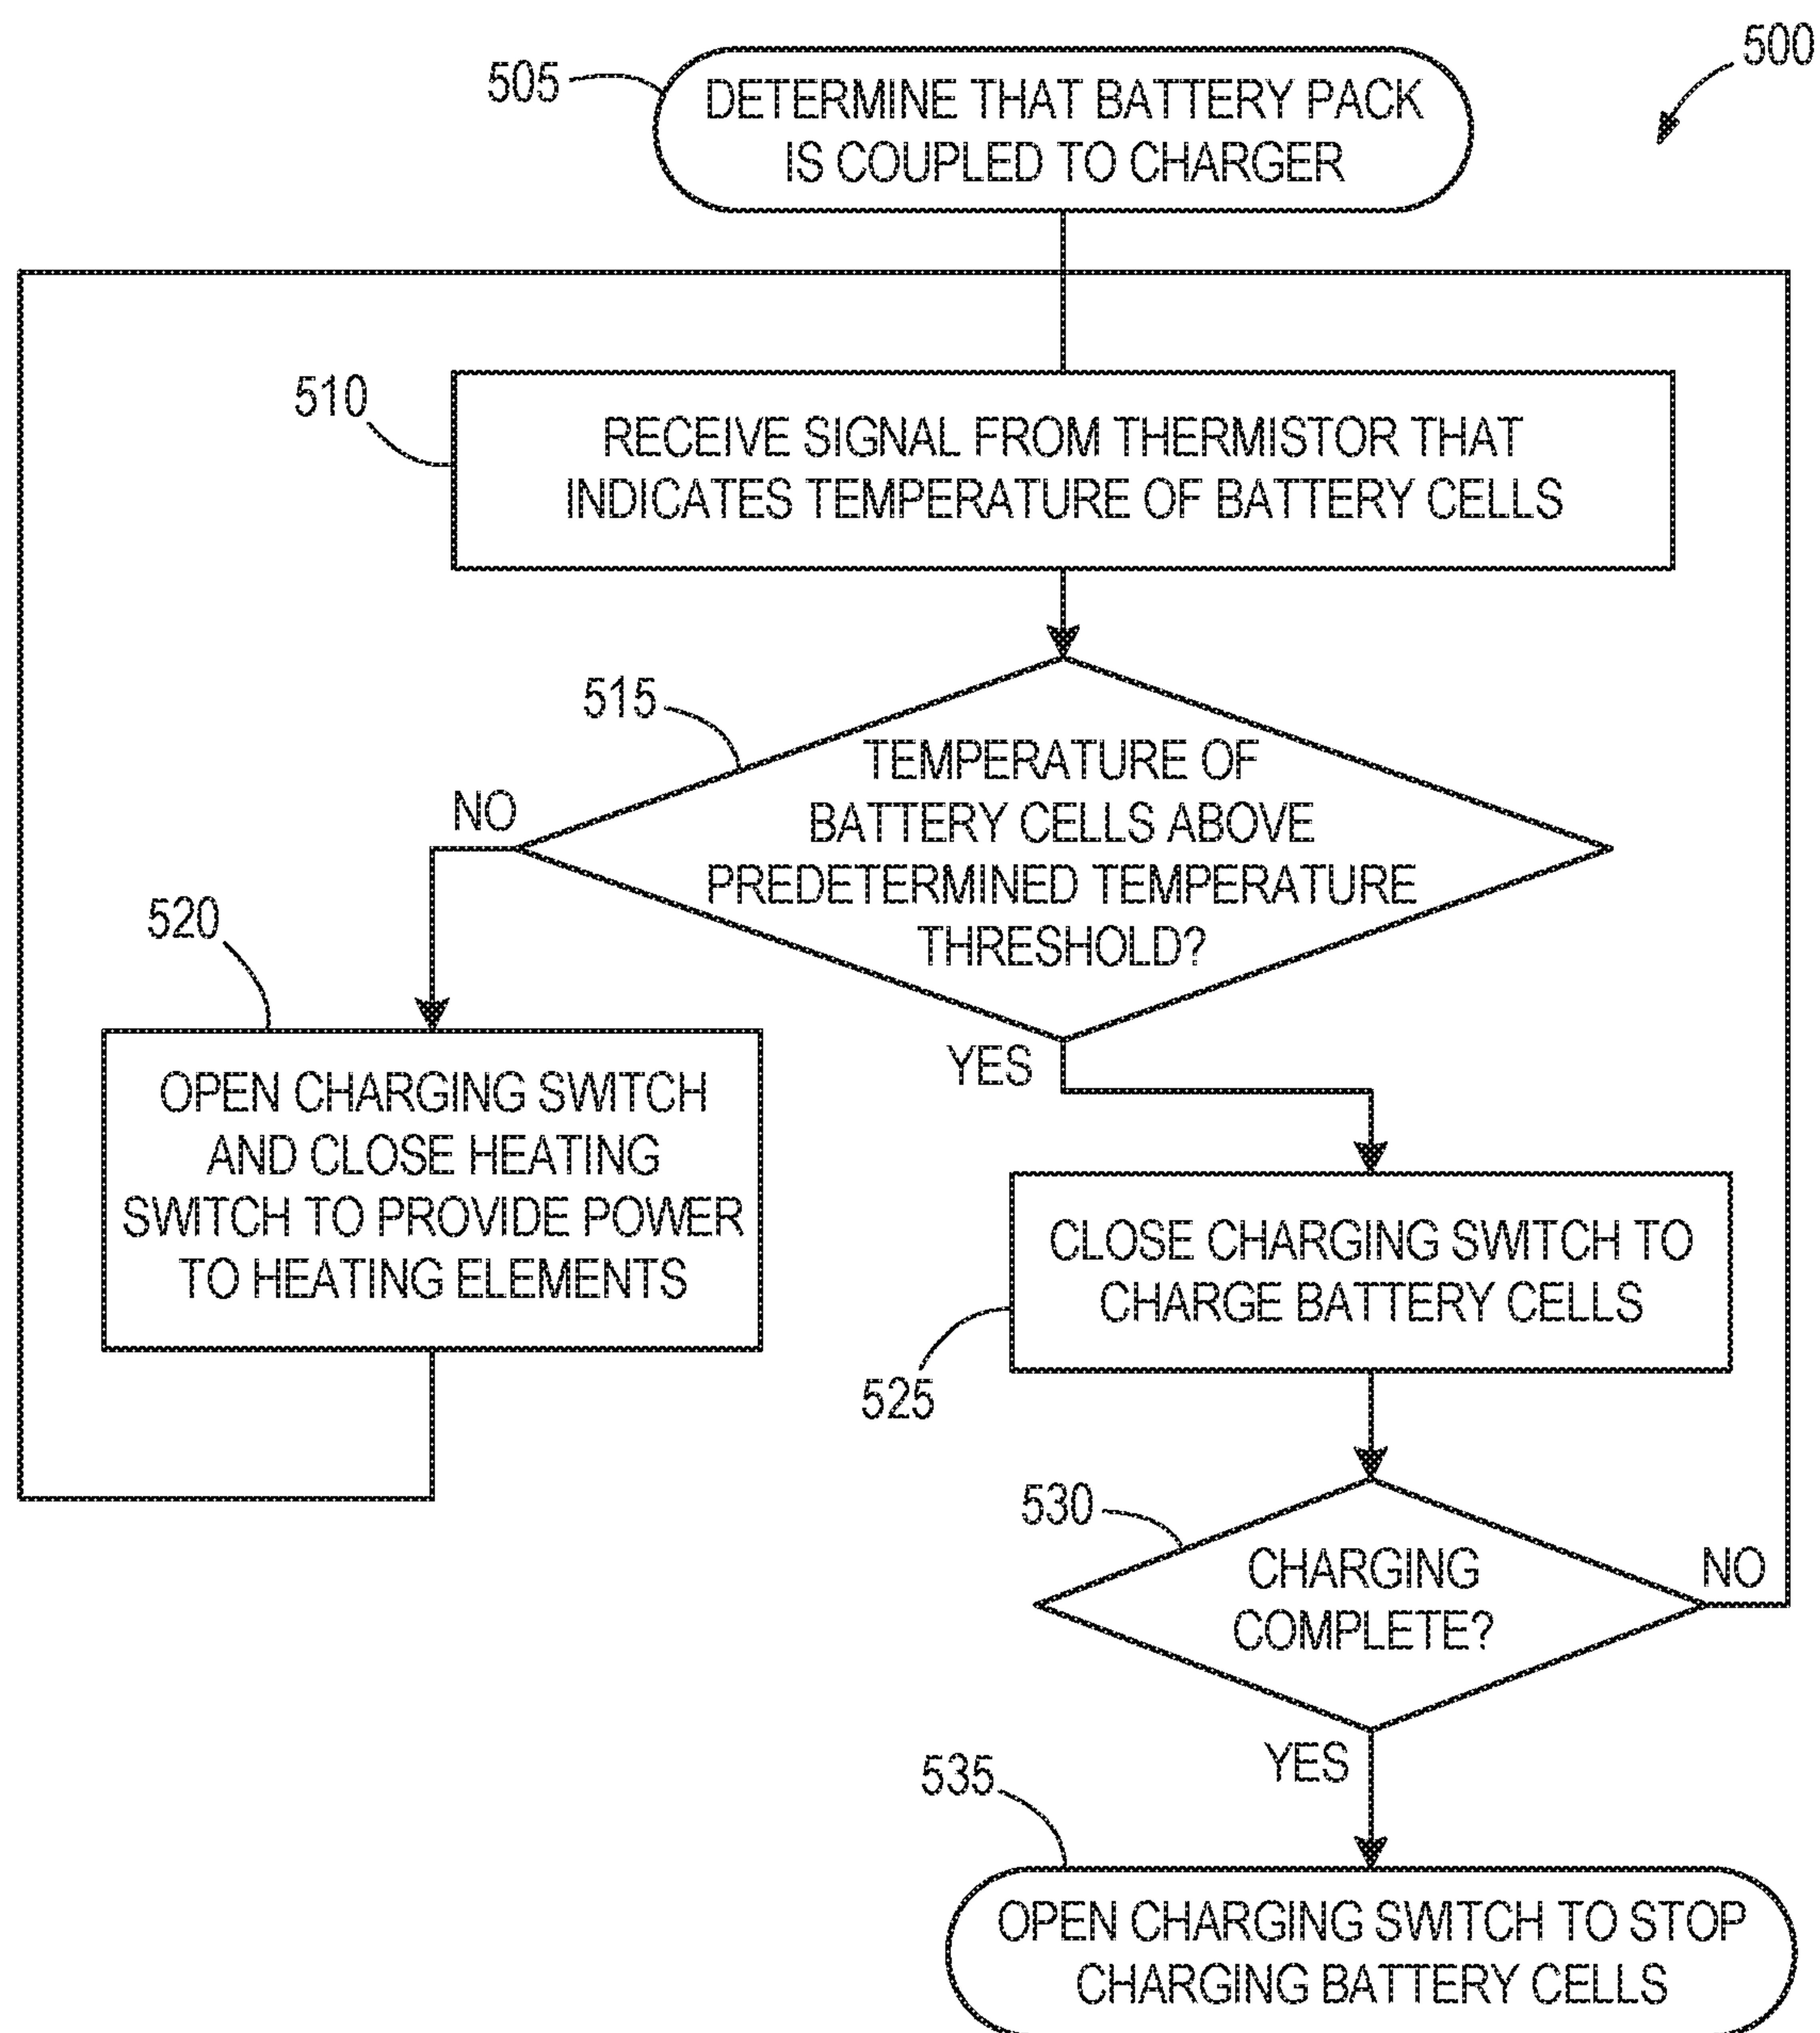 500
505
DETERMINE THAT BATTERY PACK
IS COUPLED TO CHARGER
510
RECEIVE SIGNAL FROM THERMISTOR THAT
INDICATES TEMPERATURE OF BATTERY CELLS
515
TEMPERATURE OF
BATTERY CELLS ABOVE
PREDETERMINED TEMPERATURE
THRESHOLD?
NO
YES
520
OPEN CHARGING SWITCH
AND CLOSE HEATING
SWITCH TO PROVIDE POWER
TO HEATING ELEMENTS
CLOSE CHARGING SWITCH TO
CHARGE BATTERY CELLS
525
530
CHARGING
COMPLETE?
NO
YES
535
OPEN CHARGING SWITCH TO STOP
CHARGING BATTERY CELLS